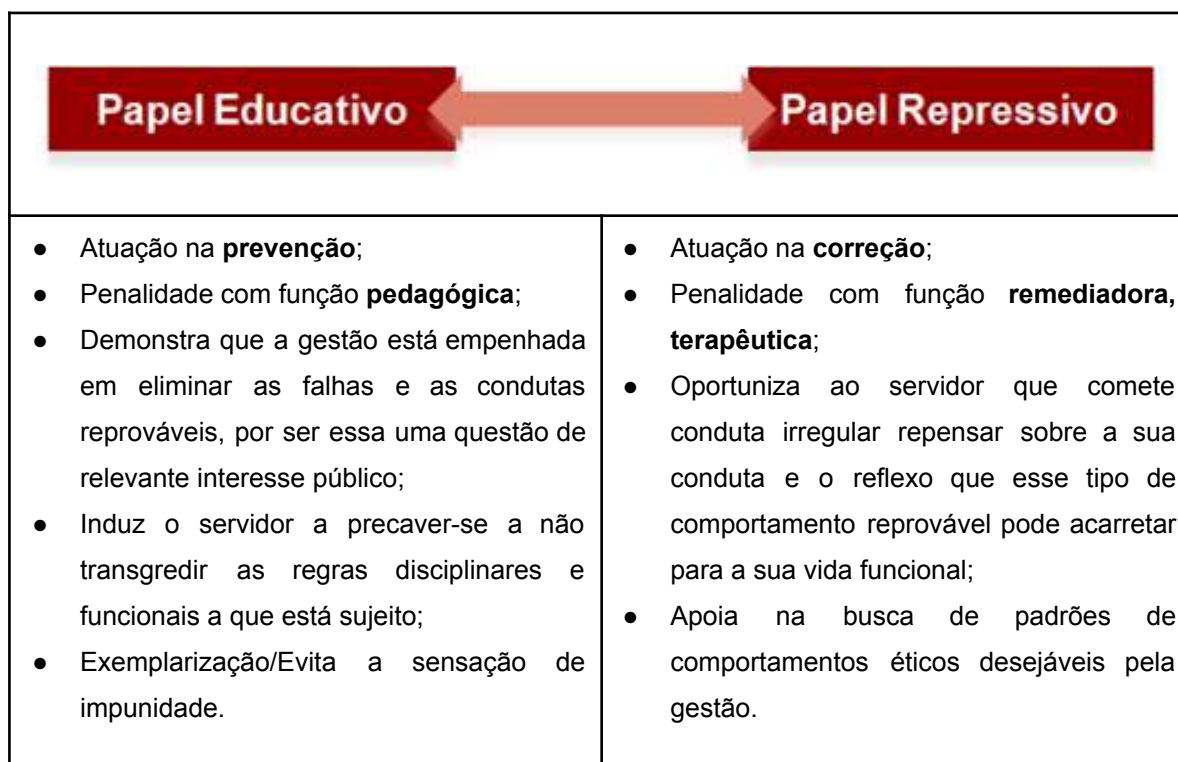 Papel Educativo
Papel Repressivo
● Atuação na prevenção;
● Penalidade com função pedagógica;
● Demonstra que a gestão está empenhada
em eliminar as falhas e as condutas
reprováveis, por ser essa uma questão de
relevante interesse público;
● Induz o servidor a precaver-se a não
transgredir as regras disciplinares e
funcionais a que está sujeito;
● Exemplarização/Evita a sensação de
impunidade.
● Atuação na correção;
● Penalidade com função remediadora,
terapêutica;
● Oportuniza ao servidor que comete
conduta irregular repensar sobre a sua
conduta e o reflexo que esse tipo de
comportamento reprovável pode acarretar
para a sua vida funcional;
● Apoia na busca de padrões de
comportamentos éticos desejáveis pela
gestão.